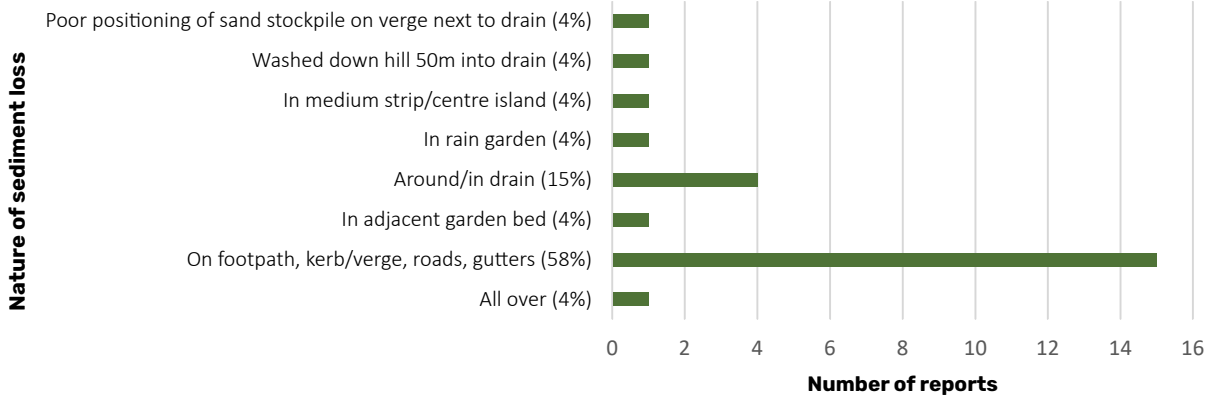 Nature of sediment loss
Poor positioning of sand stockpile on verge next to drain (4%)
Washed down hill 50m into drain (4%)
In medium strip/centre island (4%)
In rain garden (4%)
Around/in drain (15%)
In adjacent garden bed (4%)
On footpath, kerb/verge, roads, gutters (58%)
All over (4%)
0 2 4 6 8 10 12 14 16
Number of reports